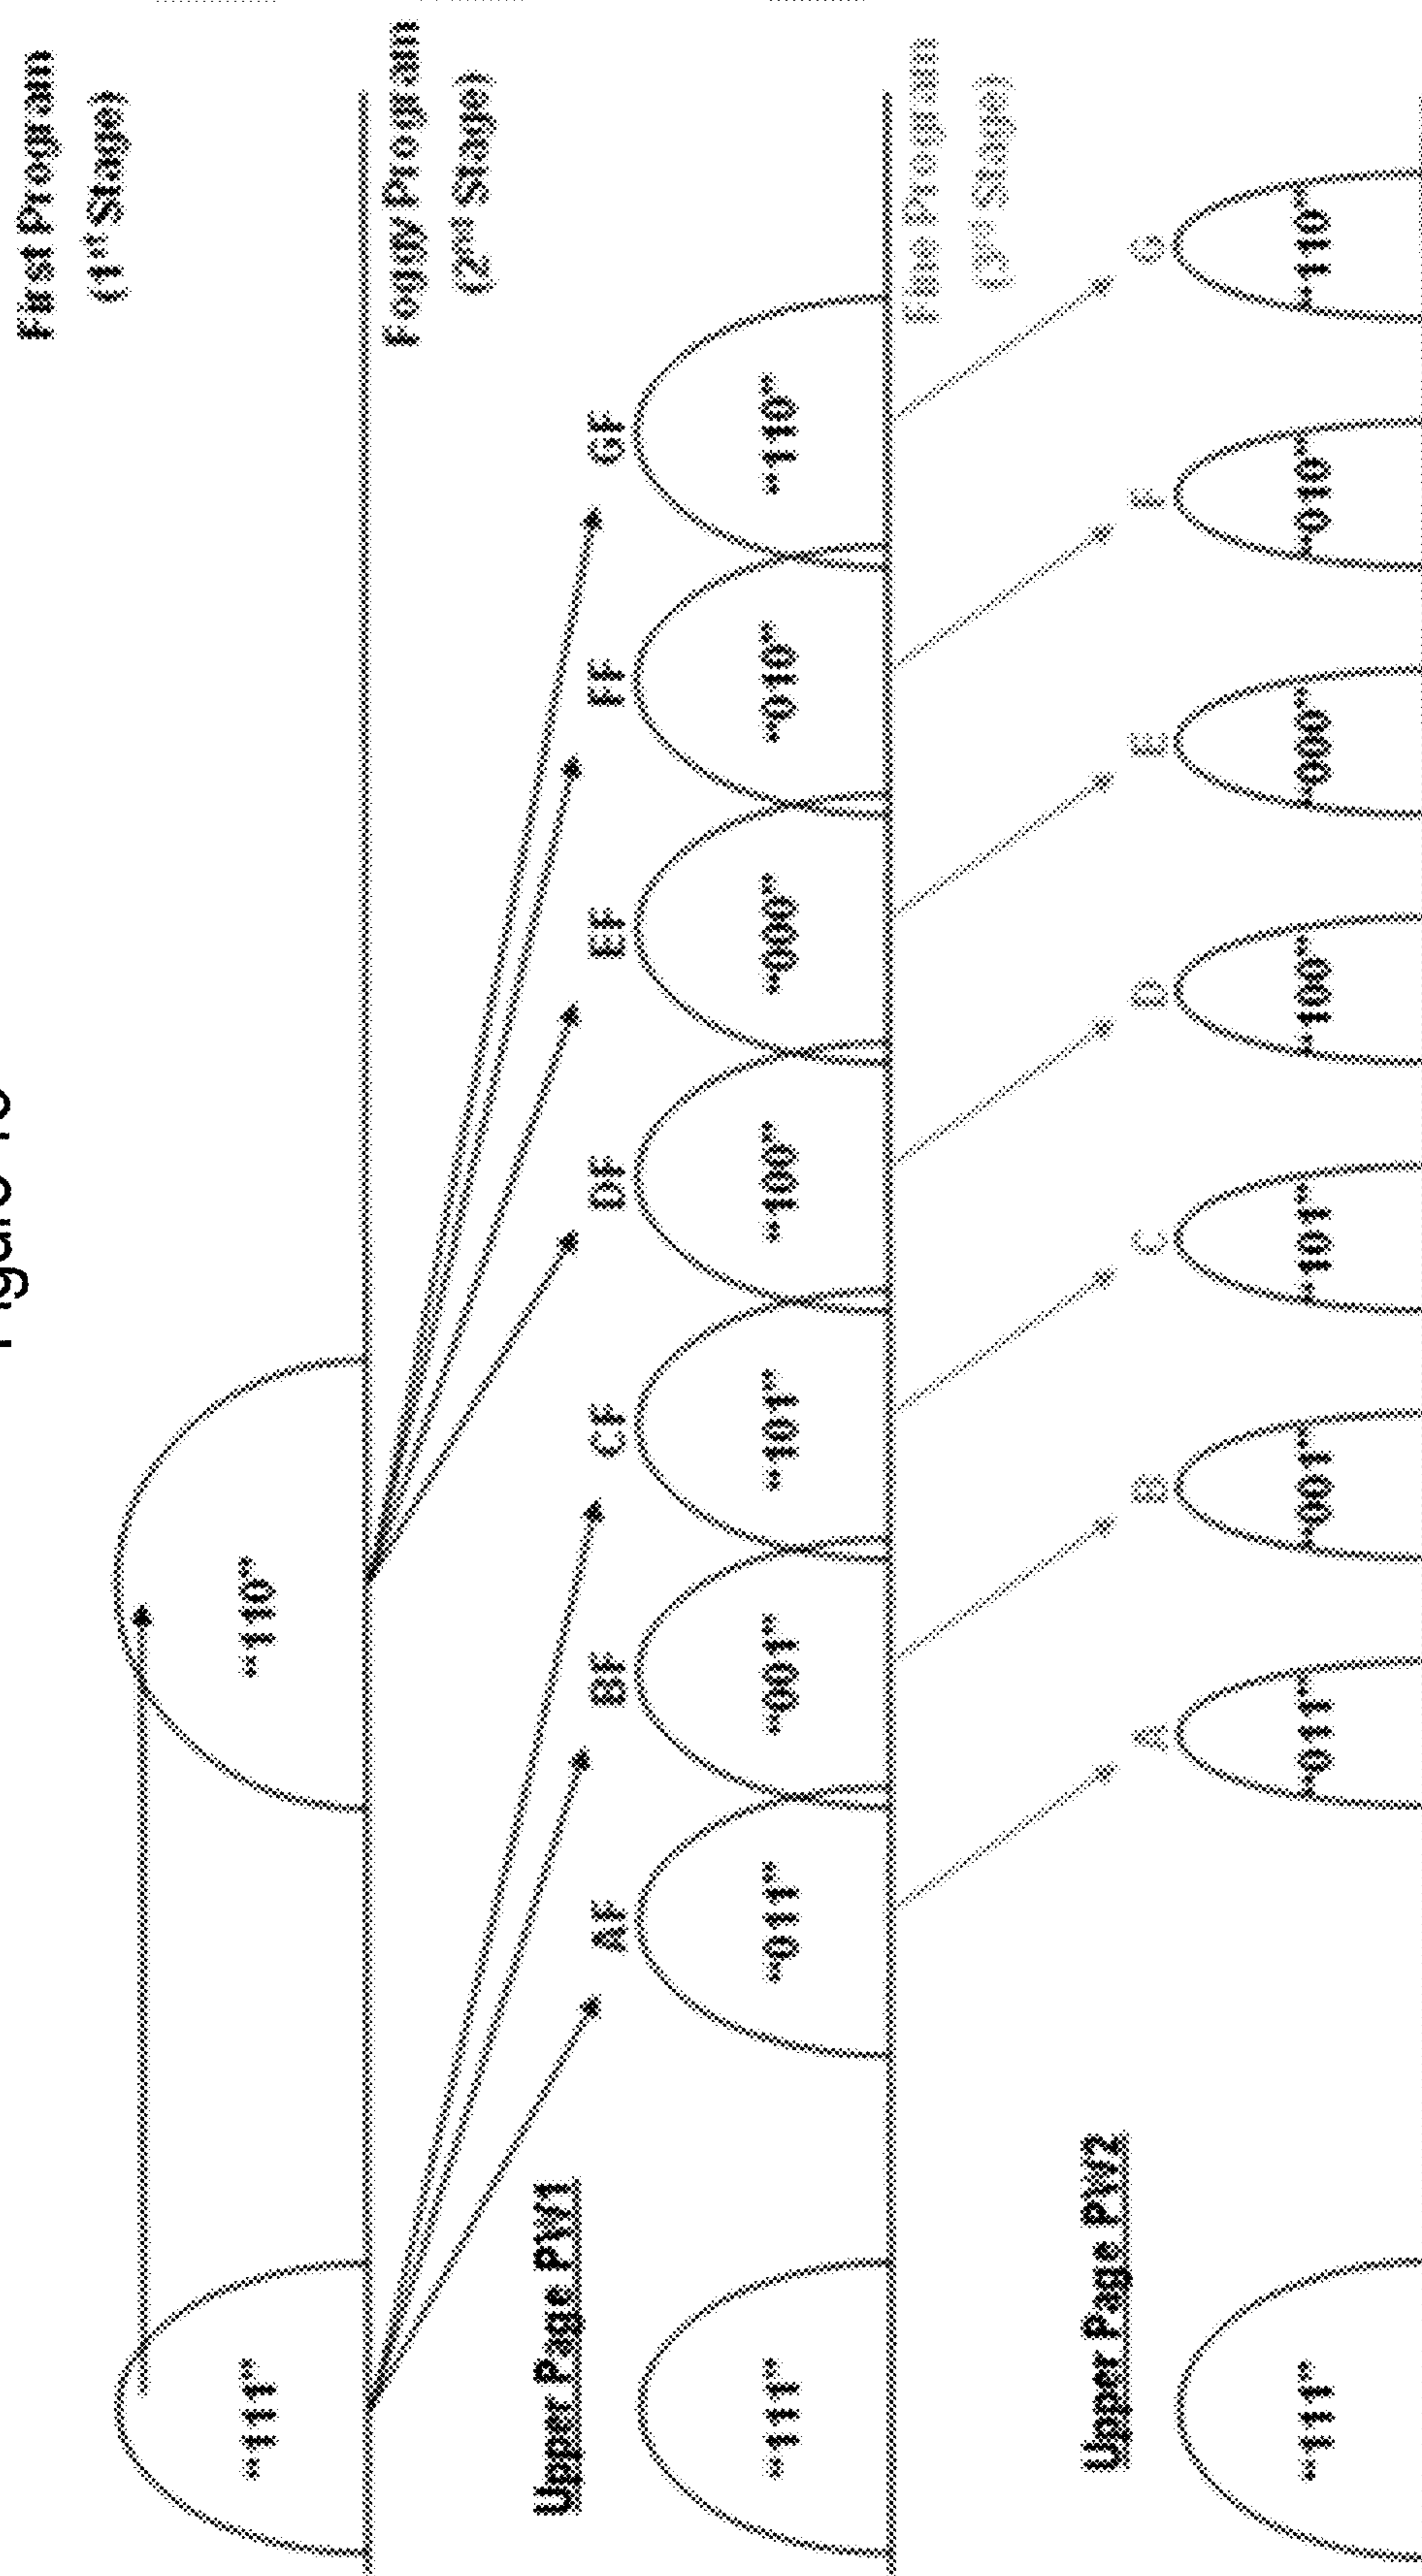 Figure
First Program
(1st Stage)
"111" "110"
Foggy Program
(2nd Stage)
Upper Page PW1
AF BF CF DF EF FF GF
"111" "011" "001" "101" "100" "000" "010" "110"
Fine Program
(3rd Stage)
Upper Page PW2
A B C D E F G
"111" "011" "001" "101" "100" "000" "010" "110"